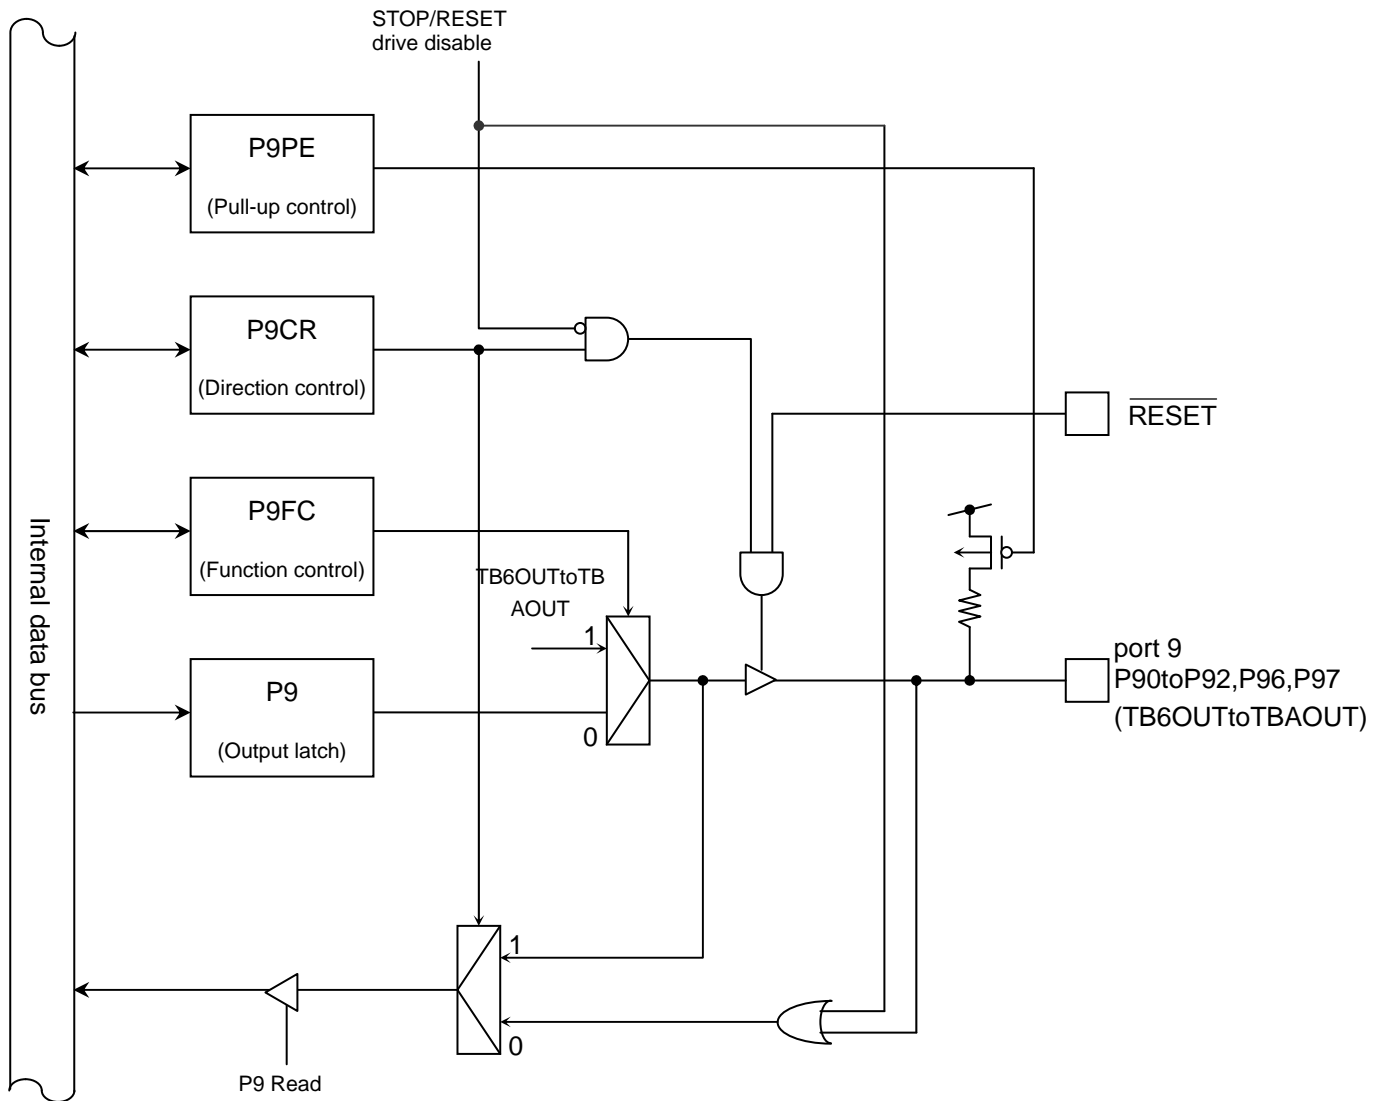 STOP/RESET
drive disable
P9PE
(Pull-up control)
P9CR
(Direction control)
RESET
P9FC
(Function control)
Internal data bus
TB6OUTtoTB
AOUT
1
0
P9
(Output latch)
port 9
P90toP92,P96,P97
(TB6OUTtoTBAOUT)
1
0
P9 Read